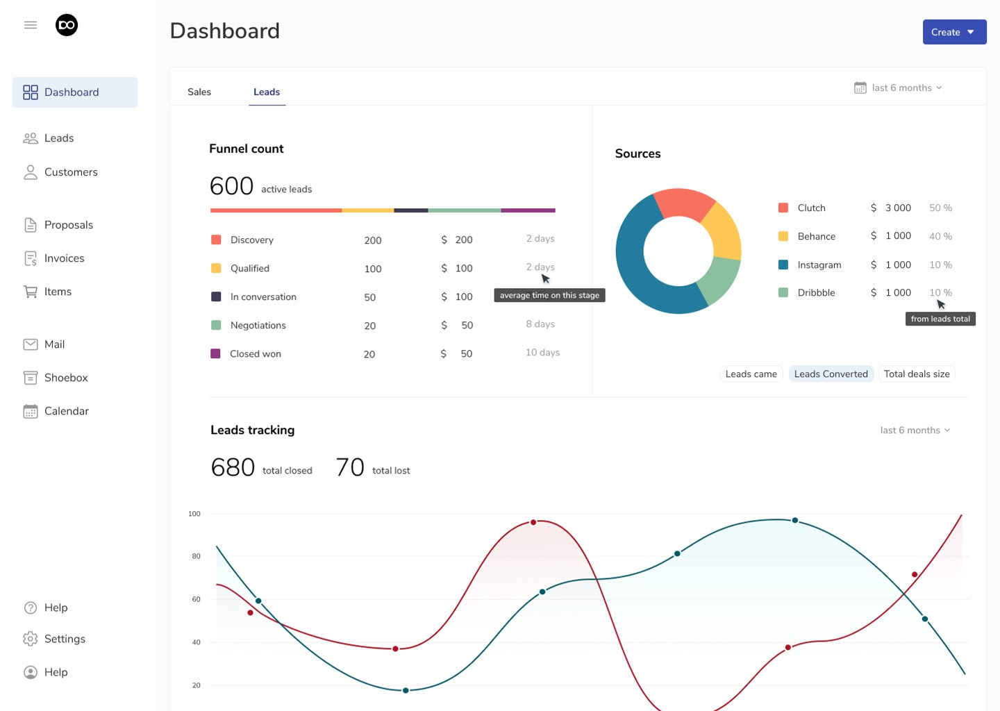 DO
Dashboard
Create
Dashboard
Leads
Customers
Proposals
Invoices
Items
Mail
Shoebox
Calendar
Help
Settings
Help
Sales Leads
last 6 months
Funnel count
600 active leads
Discovery 200 $ 200 2 days
Qualified 100 $ 100 2 days
In conversation 50 $ 100
average time on this stage
Negotiations 20 $ 50 8 days
Closed won 20 $ 50 10 days
Sources
Clutch $ 3 000 50 %
Behance $ 1 000 40 %
Instagram $ 1 000 10 %
Dribbble $ 1 000 10 %
from leads total
Leads came Leads Converted Total deals size
Leads tracking
last 6 months
680 total closed 70 total lost
100
80
60
40
20